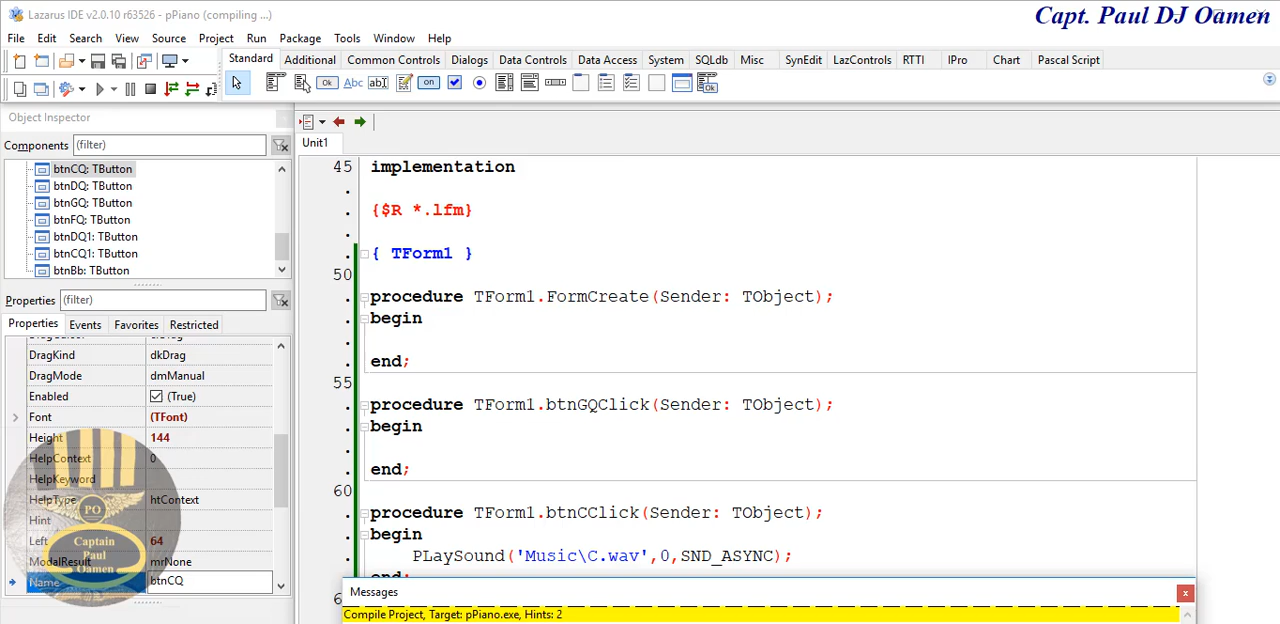 Lazarus IDE v2.0.10 r63526 - pPiano (compiling ...)
Capt. Paul DJ Oamen
File Edit Search View Source Project Run Package Tools Window Help
Standard Additional Common Controls Dialogs Data Controls Data Access System SQLdb Misc SynEdit LazControls RTTI IPro Chart Pascal Script
Ok Abc abI on Ok
Object Inspector
Components (filter)
btnCQ: TButton
btnDQ: TButton
btnGQ: TButton
btnFQ: TButton
btnDQ1: TButton
btnCQ1: TButton
btnBb: TButton
Properties (filter)
Properties Events Favorites Restricted
DragKind dkDrag
DragMode dmManual
Enabled (True)
Font (TFont)
Height 144
HelpContext 0
HelpKeyword
HelpType htContext
Hint
Left 64
ModalResult mrNone
Name btnCQ
PO
Captain
Paul
Oamen
Unit1
45 implementation
{$R *.lfm}
{ TForm1 }
50
procedure TForm1.FormCreate(Sender: TObject);
begin
end;
55
procedure TForm1.btnGQClick(Sender: TObject);
begin
end;
60
procedure TForm1.btnCClick(Sender: TObject);
begin
PLaySound('Music\C.wav',0,SND_ASYNC);
Messages
Compile Project, Target: pPiano.exe, Hints: 2